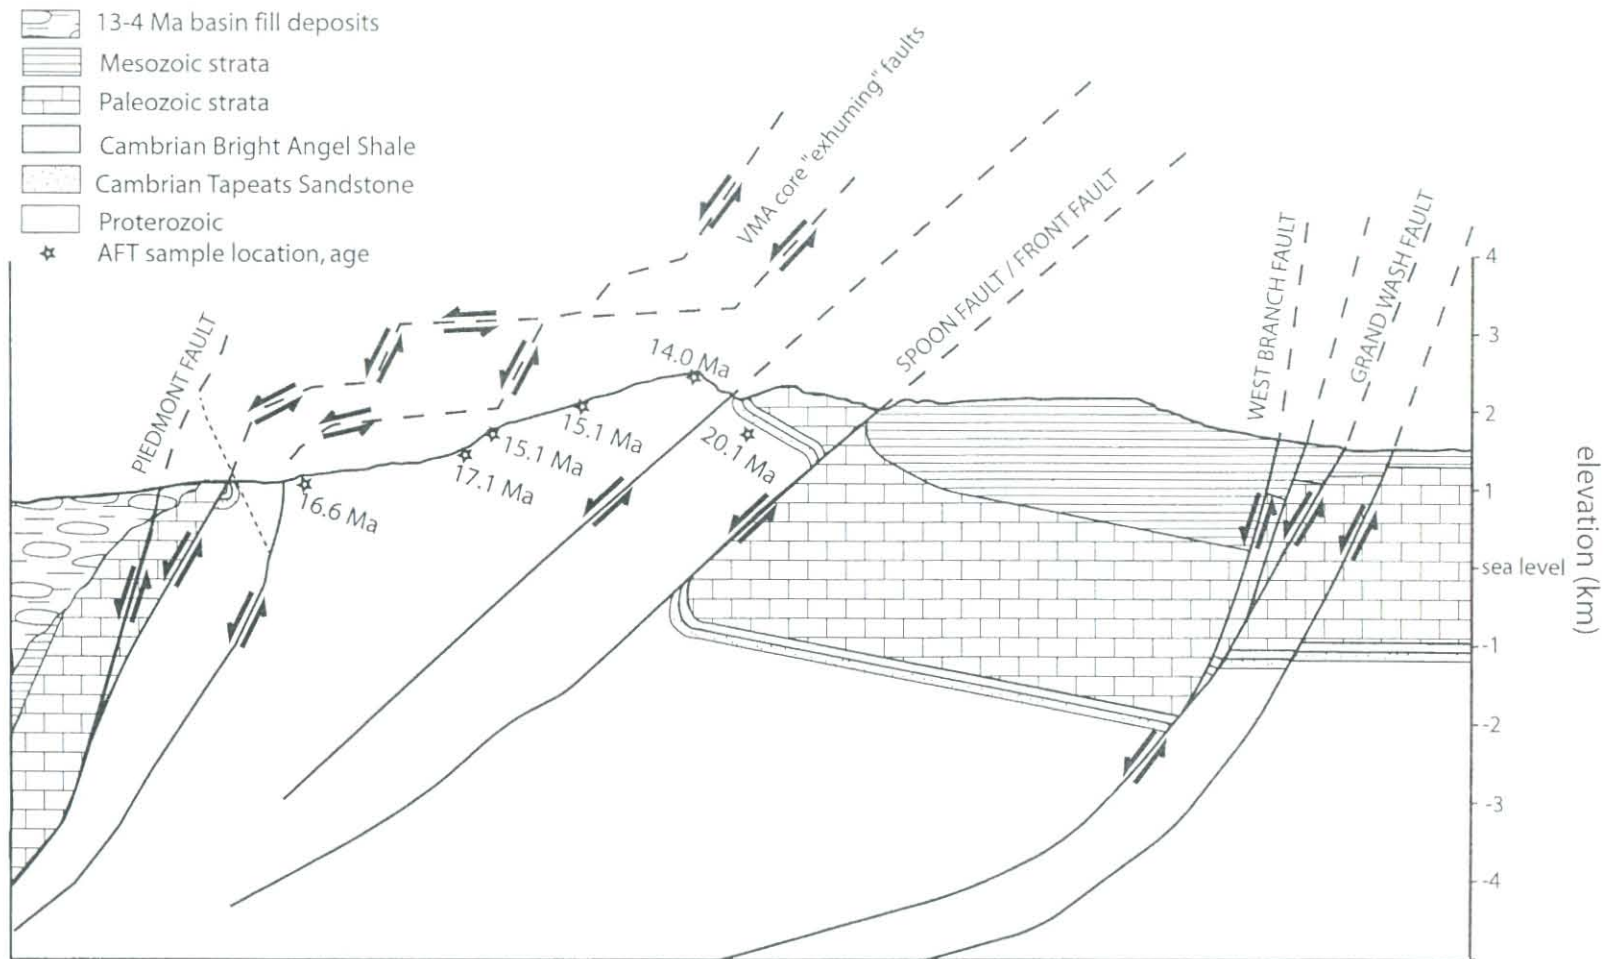 13-4 Ma basin fill deposits
Mesozoic strata
Paleozoic strata
Cambrian Bright Angel Shale
Cambrian Tapeats Sandstone
Proterozoic
AFT sample location, age
PIEDMONT FAULT
VMA core "exhuming" faults
SPOON FAULT / FRONT FAULT
WEST BRANCH FAULT
GRAND WASH FAULT
14.0 Ma
15.1 Ma
15.1 Ma
17.1 Ma
16.6 Ma
20.1 Ma
4
3
2
1
sea level
-1
-2
-3
-4
elevation (km)